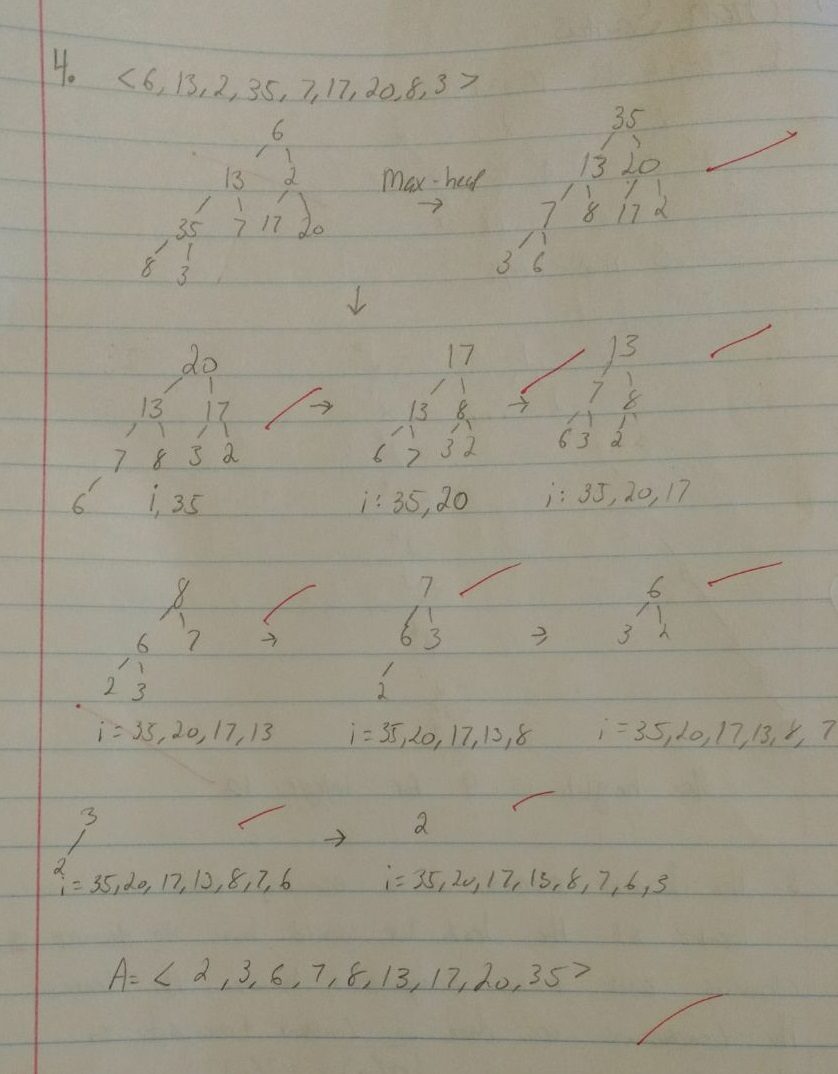 4. <6, 13, 2, 35, 7, 17, 20, 8, 3>
6
13 2
35 7 17 20
8 3
Max-heap →
35
13 20
7 8 17 2
3 6
↓
20
13 17
7 8 3 2
6
i, 35
→
17
13 8
6 7 3 2
i: 35, 20
→
13
7 8
6 3 2
i: 35, 20, 17
8
6 7
2 3
i = 35, 20, 17, 13
→
7
6 3
2
i = 35, 20, 17, 13, 8
→
6
3 2
i = 35, 20, 17, 13, 8, 7
3
2
i = 35, 20, 17, 13, 8, 7, 6
→
2
i = 35, 20, 17, 13, 8, 7, 6, 3
A = < 2, 3, 6, 7, 8, 13, 17, 20, 35 >